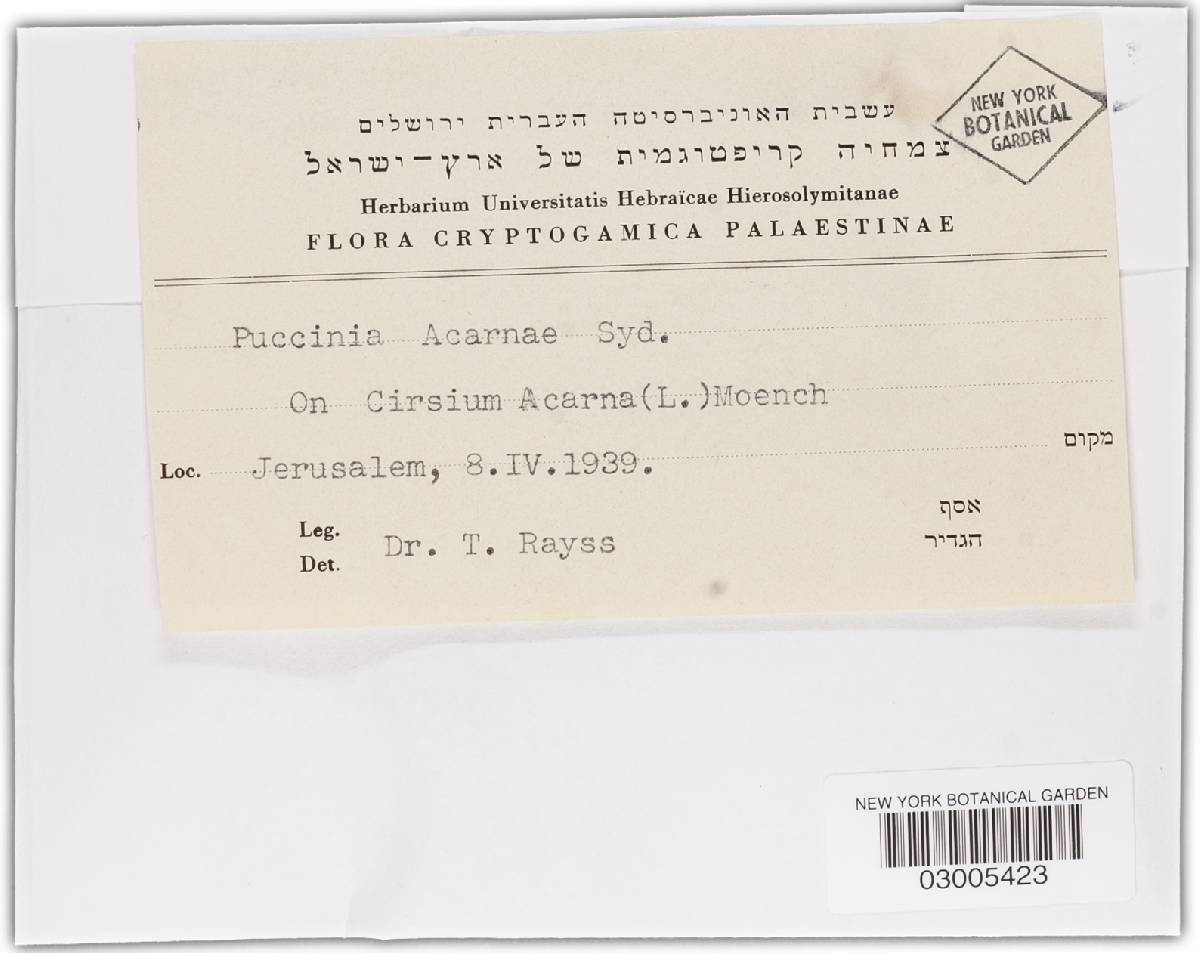 עשבית האוניברסיטה העברית ירושלים
צמחיה קריפטוגמית של ארץ-ישראל
Herbarium Universitatis Hebraïcae Hierosolymitanae
FLORA CRYPTOGAMICA PALAESTINAE
NEW YORK
BOTANICAL
GARDEN
Puccinia Acarnae Syd.
On Cirsium Acarna(L.)Moench
Loc. Jerusalem, 8.IV.1939. מקום
Leg. אסף
Dr. T. Rayss
Det. הגדיר
NEW YORK BOTANICAL GARDEN
03005423